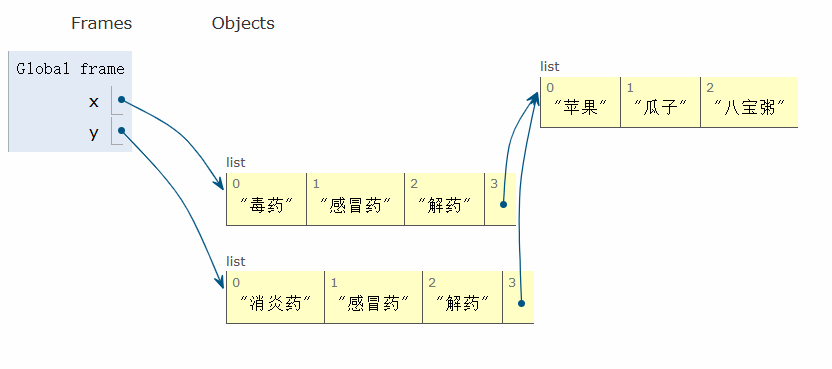 Frames Objects
Global frame
x
y
list
0 1 2
"苹果" "瓜子" "八宝粥"
list
0 1 2 3
"毒药" "感冒药" "解药"
list
0 1 2 3
"消炎药" "感冒药" "解药"